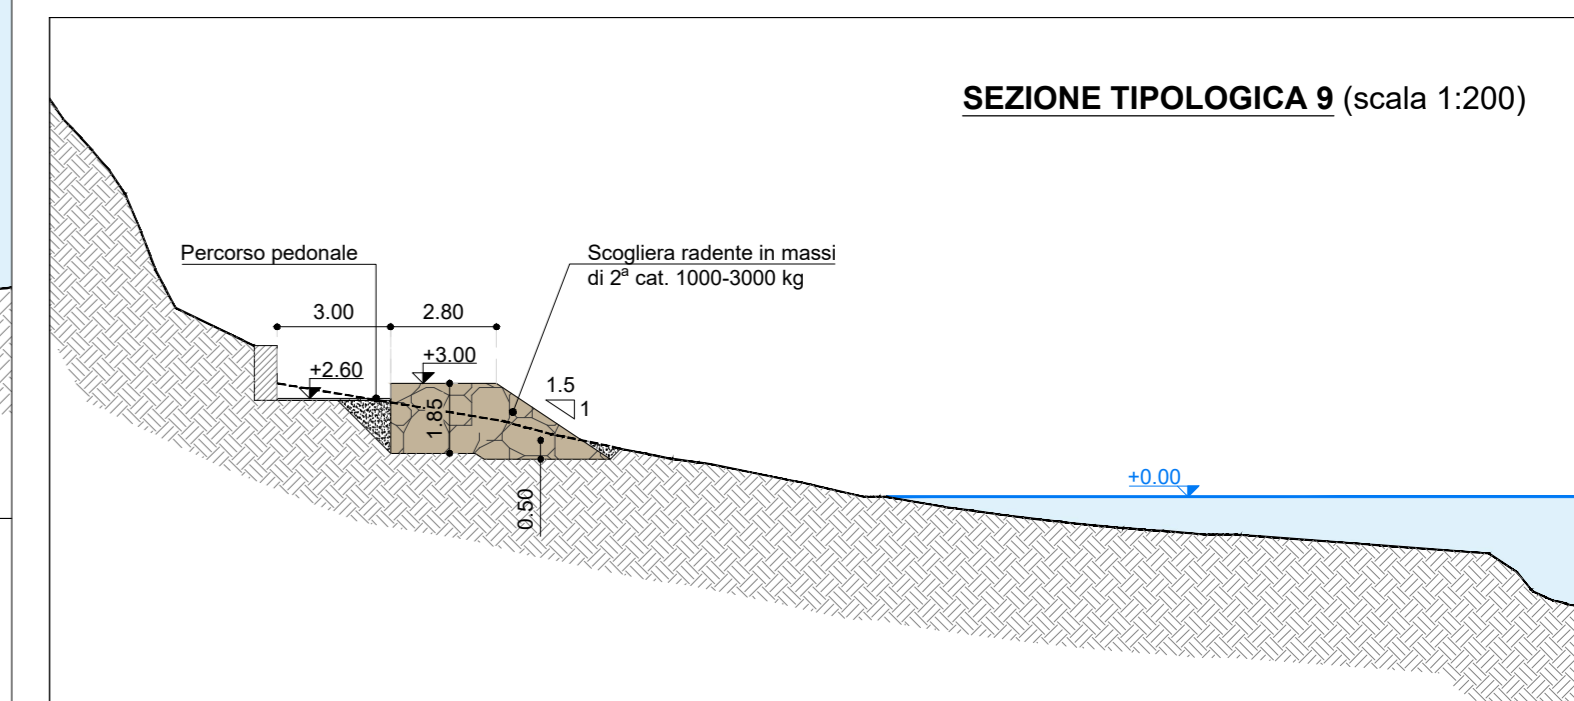 SEZIONE TIPOLOGICA 9 (scala 1:200)
Percorso pedonale
Scogliera radente in massi
di 2ª cat. 1000-3000 kg
3.00
2.80
+2.60
+3.00
1.5
1
1.85
0.50
+0.00